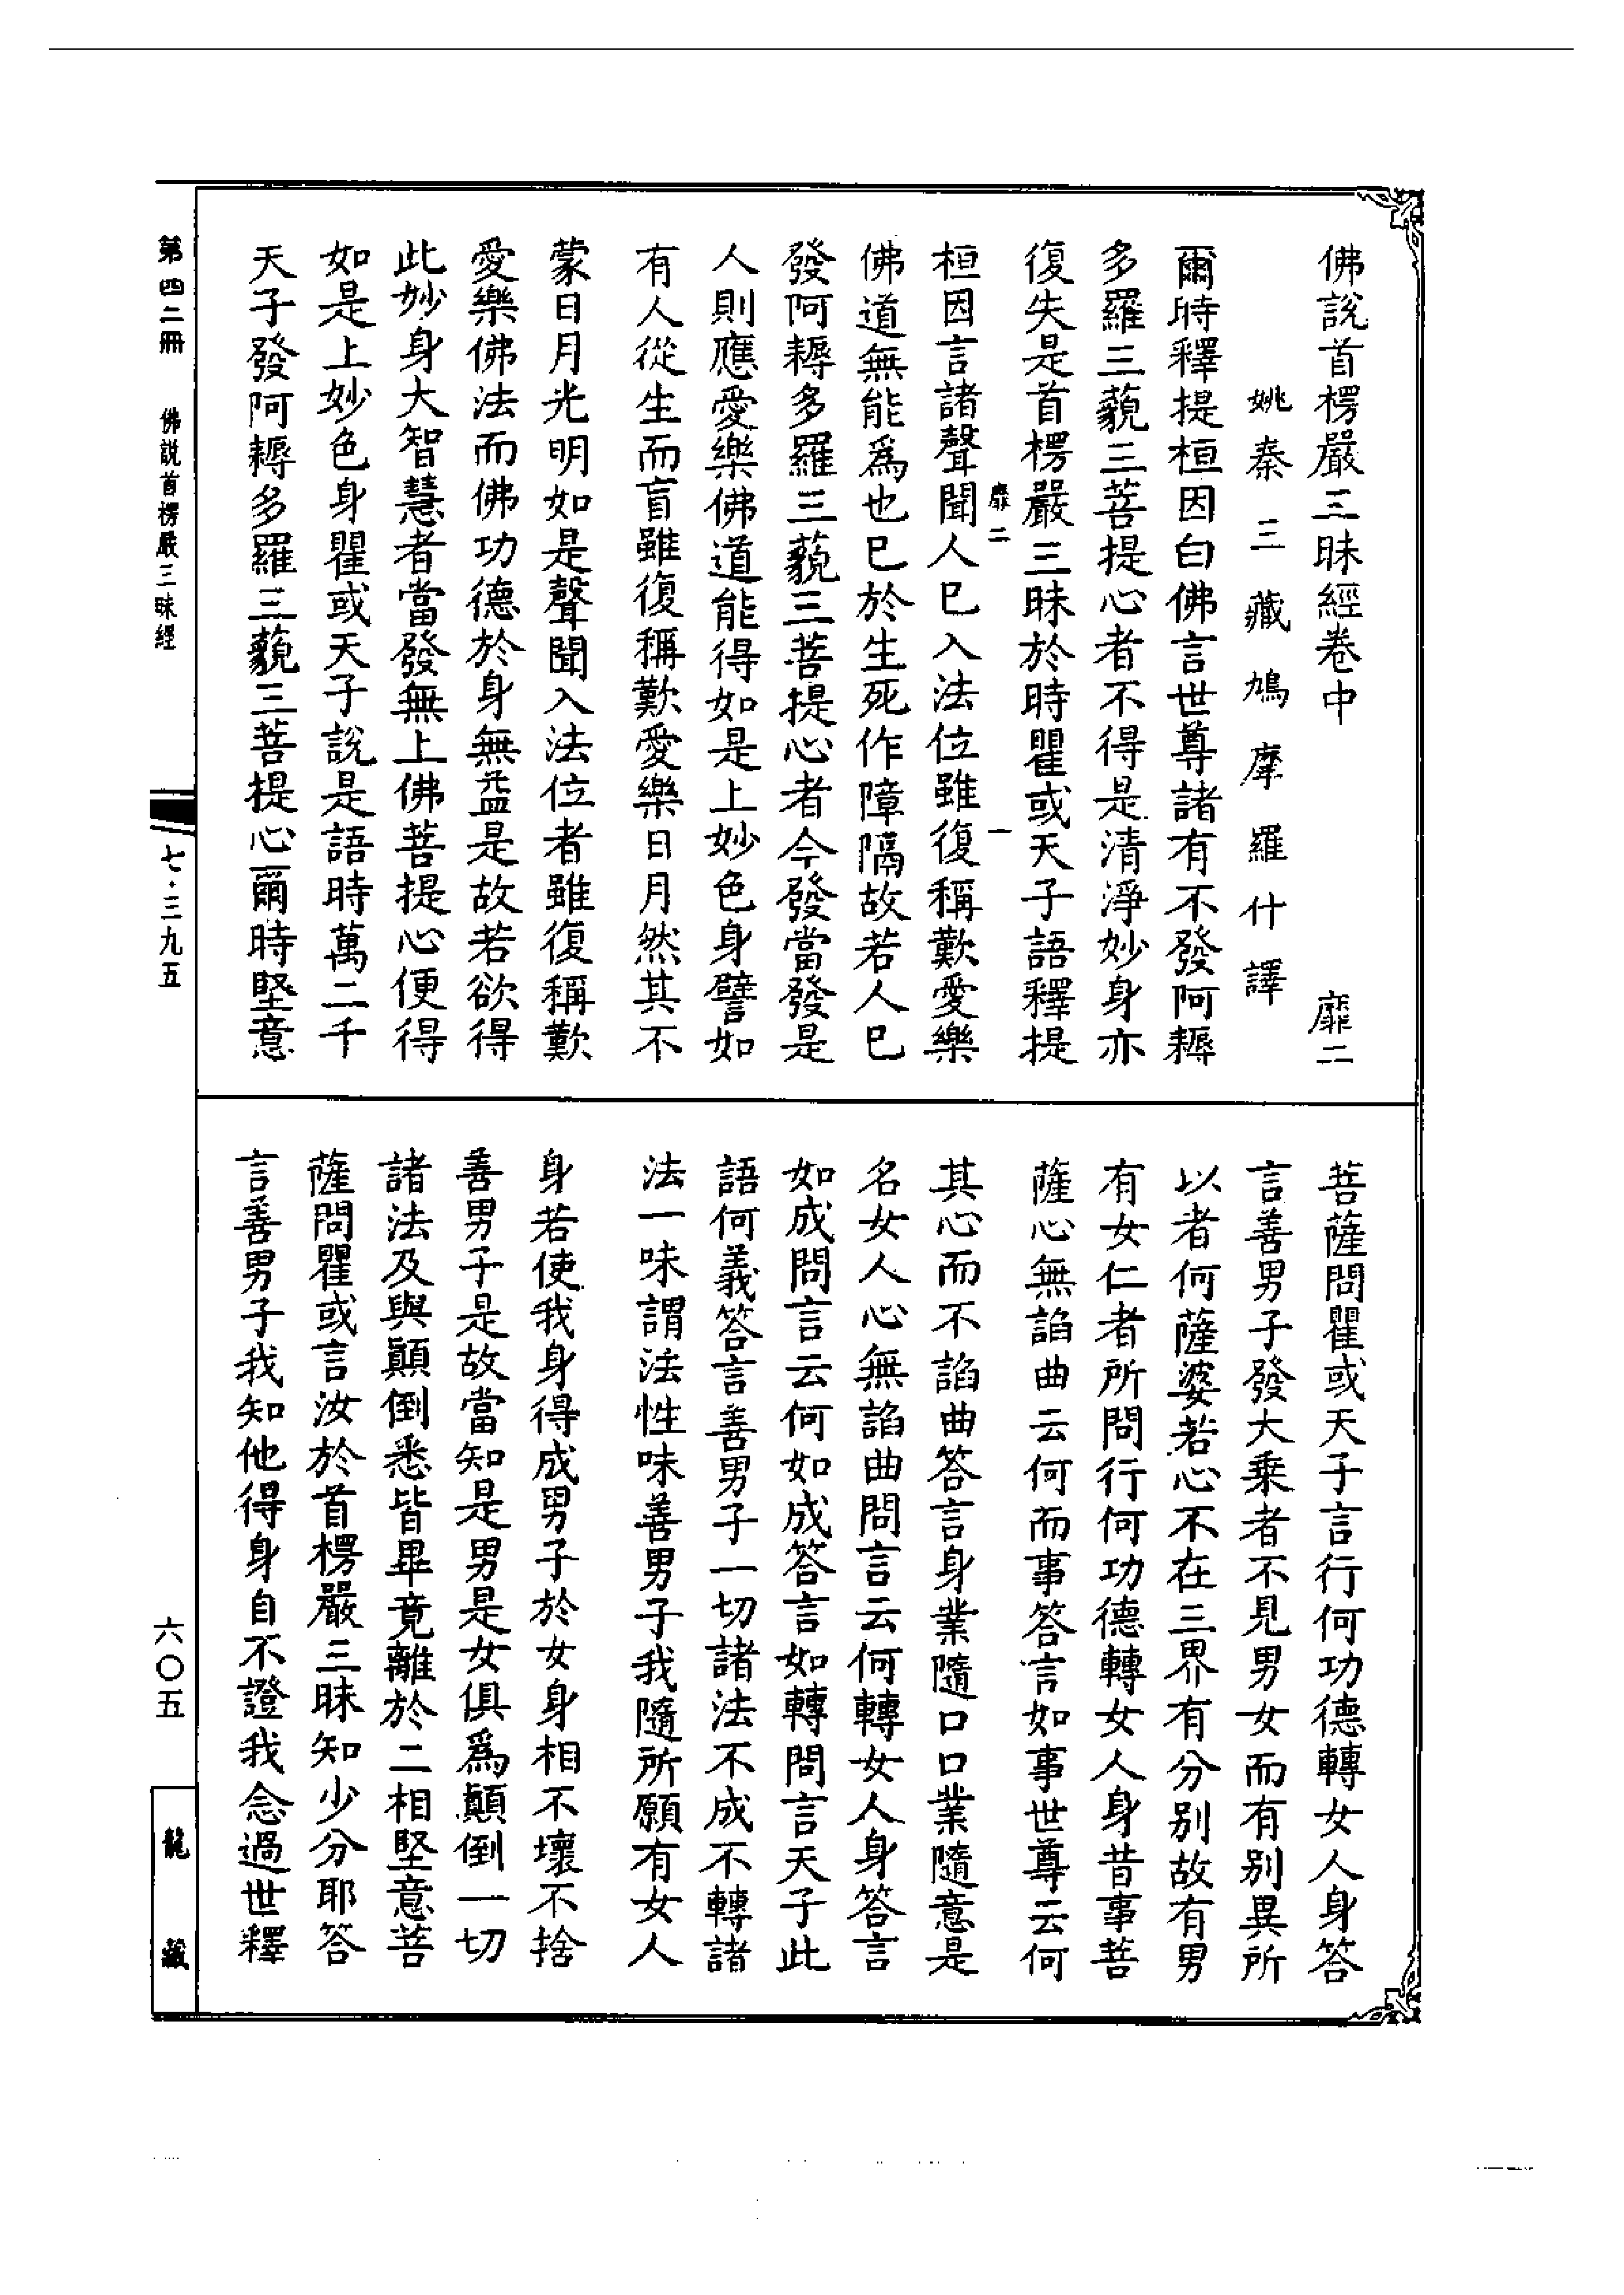 佛說首楞嚴三昧經卷中　靡二
姚秦三藏鳩摩羅什譯
爾時釋提桓因白佛言世尊諸有不發阿耨
多羅三藐三菩提心者不得是清淨妙身亦
復失是首楞嚴三昧於時瞿或天子語釋提
靡二　一
桓因言諸聲聞人已入法位雖復稱歎愛樂
佛道無能爲也已於生死作障隔故若人已
發阿耨多羅三藐三菩提心者今發當發是
人則應愛樂佛道能得如是上妙色身譬如
有人從生而盲雖復稱歎愛樂日月然其不
蒙日月光明如是聲聞入法位者雖復稱歎
愛樂佛法而佛功德於身無益是故若欲得
此妙身大智慧者當發無上佛菩提心便得
如是上妙色身瞿或天子說是語時萬二千
天子發阿耨多羅三藐三菩提心爾時堅意
菩薩問瞿或天子言行何功德轉女人身答
言善男子發大乘者不見男女而有別異所
以者何薩婆若心不在三界有分別故有男
有女仁者所問行何功德轉女人身昔事菩
薩心無諂曲云何而事答言如事世尊云何
其心而不諂曲答言身業隨口口業隨意是
名女人心無諂曲問言云何轉女人身答言
如成問言云何如成答言如轉問言天子此
語何義答言善男子一切諸法不成不轉諸
法一味謂法性味善男子我隨所願有女人
身若使我身得成男子於女身相不壞不捨
善男子是故當知是男是女俱爲顛倒一切
諸法及與顛倒悉皆畢竟離於二相堅意菩
薩問瞿或言汝於首楞嚴三昧知少分耶答
言善男子我知他得身自不證我念過世釋
第四二冊　佛說首楞嚴三昧經　七·三九五　六〇五　龍藏